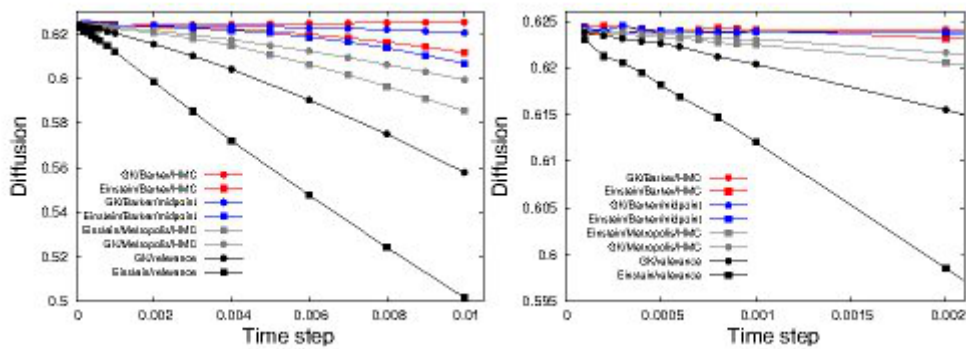 0.62
0.6
0.58
0.56
0.54
0.52
0.5
Diffusion
GK/Barker/HMC
Einstein/Barker/HMC
GK/Barker/midpoint
Einstein/Barker/midpoint
Einstein/Metropolis/HMC
GK/Metropolis/HMC
GK/relevance
Einstein/relevance
0 0.002 0.004 0.006 0.008 0.01
Time step
0.625
0.62
0.615
0.61
0.605
0.6
0.595
Diffusion
GK/Barker/HMC
Einstein/Barker/HMC
GK/Barker/midpoint
Einstein/Barker/midpoint
Einstein/Metropolis/HMC
GK/Metropolis/HMC
GK/relevance
Einstein/relevance
0 0.0005 0.001 0.0015 0.002
Time step